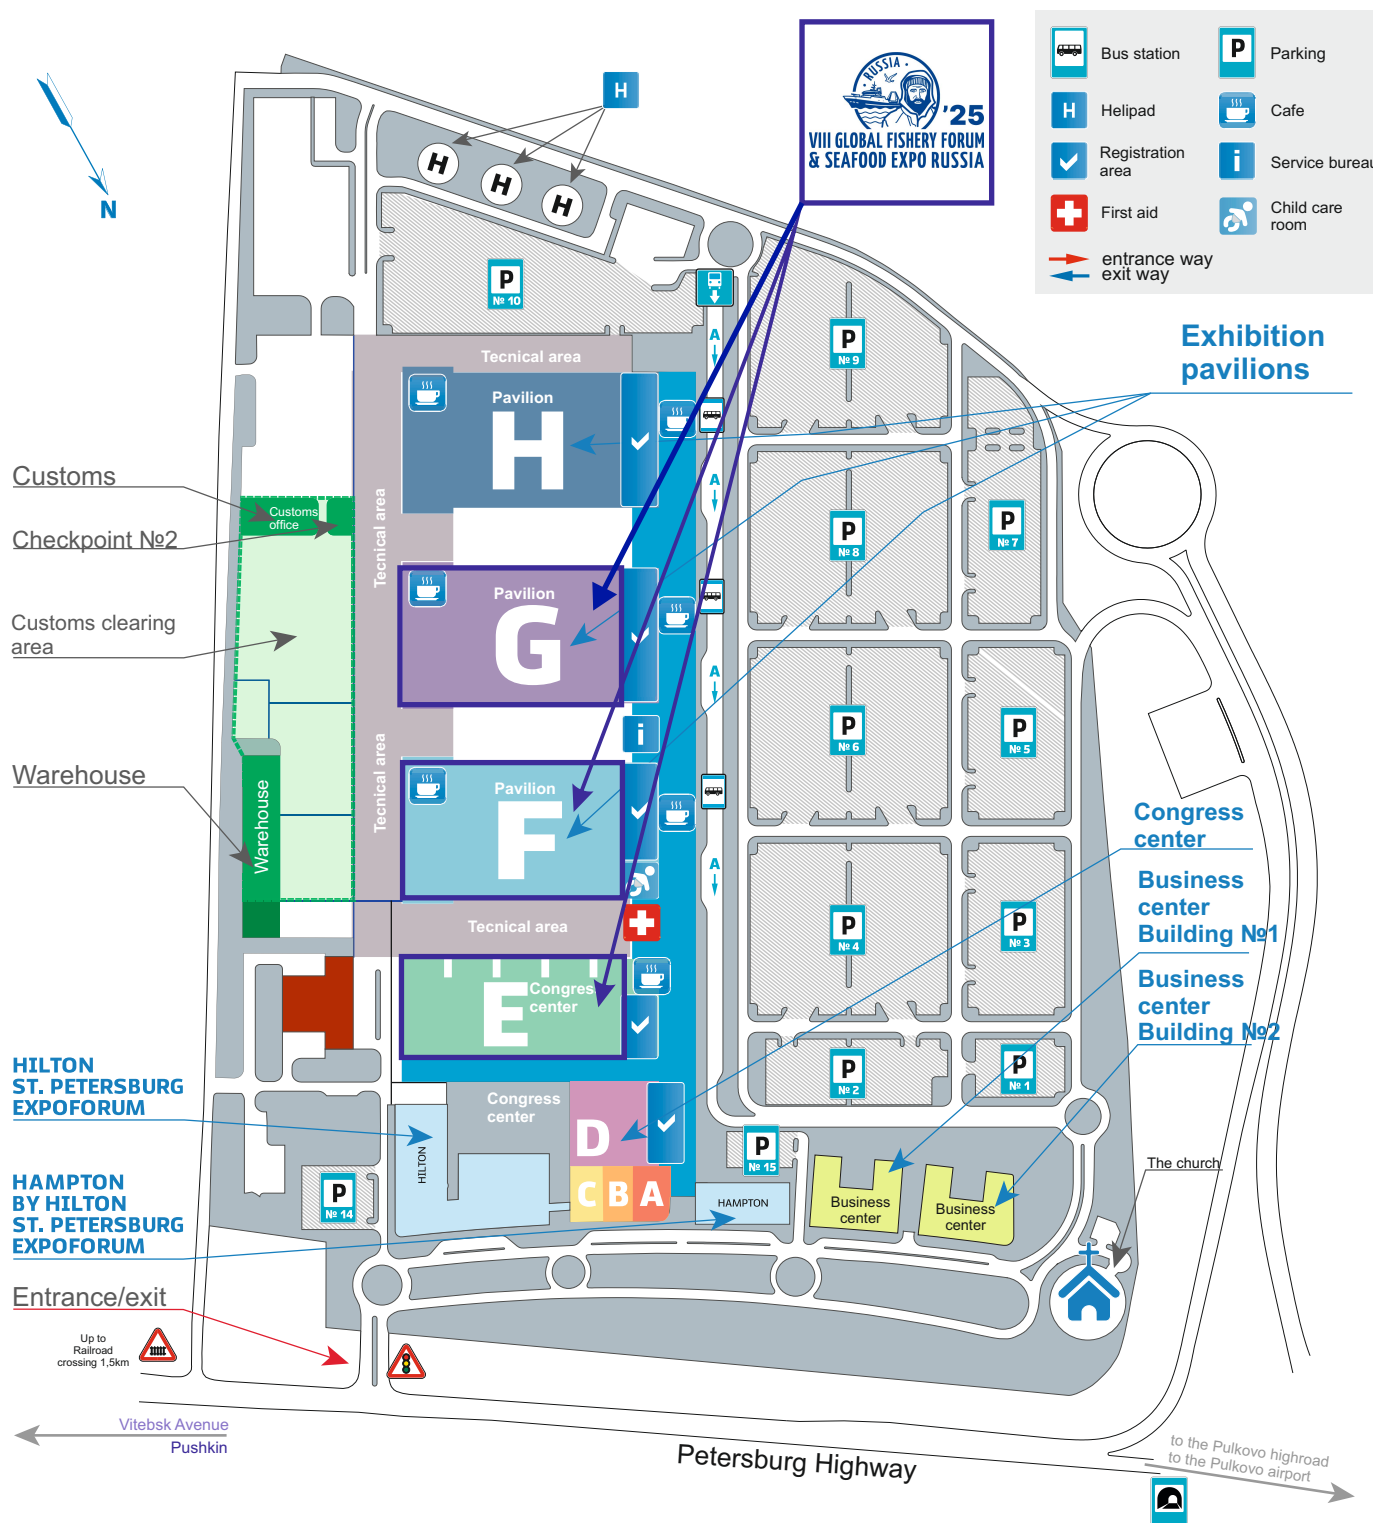 RUSSIA
'25
VIII GLOBAL FISHERY FORUM
& SEAFOOD EXPO RUSSIA
Bus station
P
Parking
H
Helipad
Cafe
Registration
area
i
Service bureau
First aid
Child care
room
entrance way
exit way
N
H
H
H
H
P
№ 10
P
№ 9
Exhibition
pavilions
Tecnical area
A
Pavilion
H
Tecnical area
Customs
Customs
office
Checkpoint №2
A
P
№ 8
P
№ 7
Pavilion
G
Customs clearing
area
A
i
P
№ 6
P
№ 5
Tecnical area
Warehouse
Warehouse
Pavilion
F
Congress
center
A
Business
center
Building №1
P
№ 4
P
№ 3
Tecnical area
Business
center
Building №2
E
Congres
center
HILTON
ST. PETERSBURG
EXPOFORUM
P
№ 2
P
№ 1
Congress
center
D
HILTON
P
№ 15
The church
HAMPTON
BY HILTON
ST. PETERSBURG
EXPOFORUM
P
№ 14
C
B
A
HAMPTON
Business
center
Business
center
Entrance/exit
Up to
Railroad
crossing 1,5km
Vitebsk Avenue
Pushkin
Petersburg Highway
to the Pulkovo highroad
to the Pulkovo airport